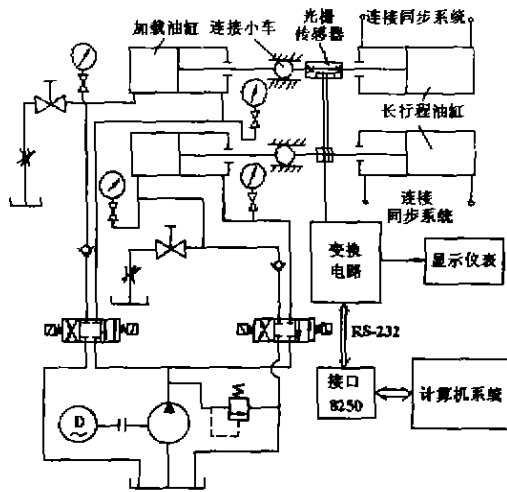 加载油缸
连接小车
光栅
传感器
连接同步系统
长行程油缸
连接
同步系统
变换
电路
显示仪表
RS-232
接口
8250
计算机系统
D